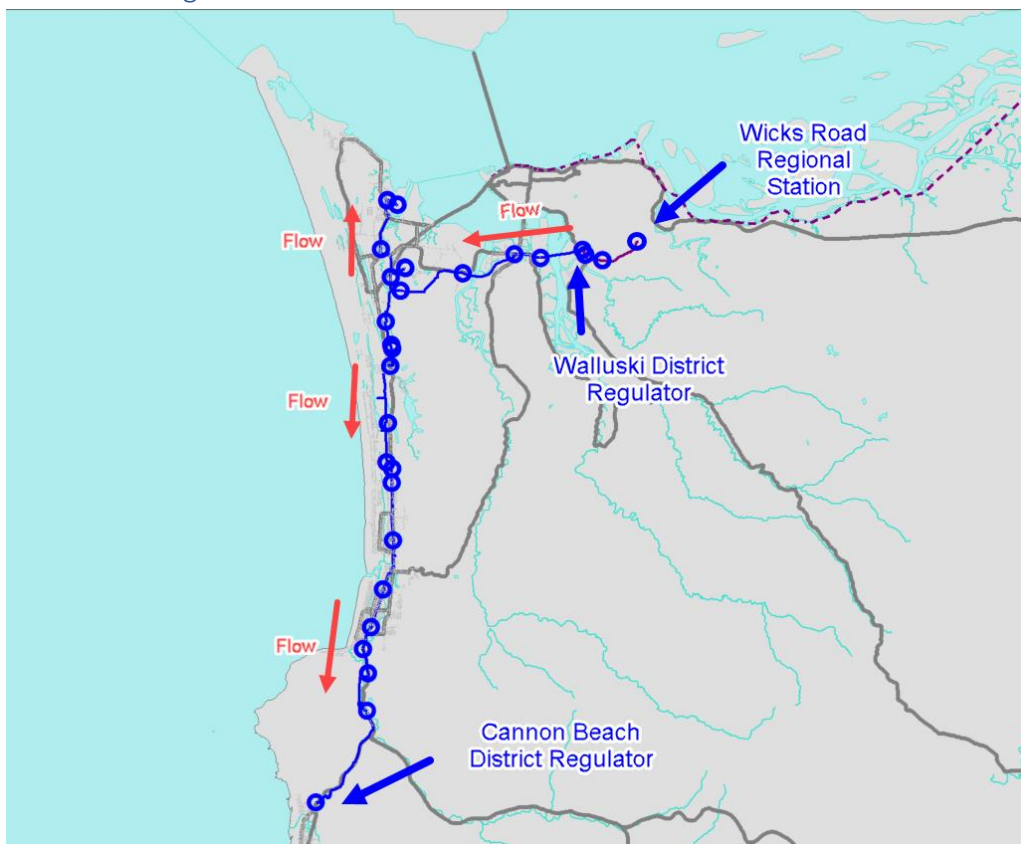 Wicks Road
Regional
Station
Flow
Flow
Walluski District
Regulator
Flow
Flow
Cannon Beach
District Regulator